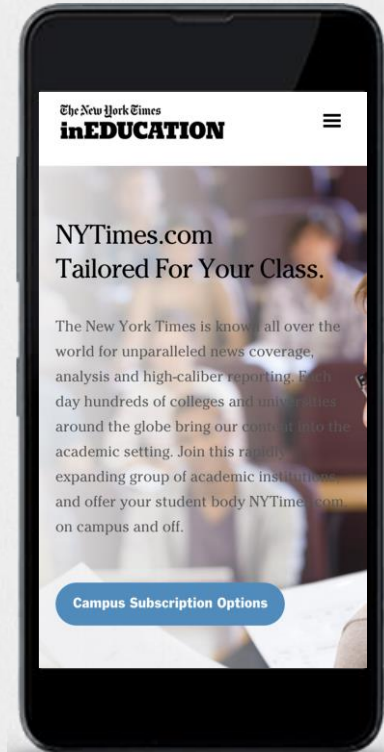 The New York Times
inEDUCATION
NYTimes.com
Tailored For Your Class.
The New York Times is known all over the
world for unparalleled news coverage,
analysis and high-caliber reporting. Each
day hundreds of colleges and universities
around the globe bring our content into the
academic setting. Join this rapidly
expanding group of academic institutions
and offer your student body NYTimes.com
on campus and off.
Campus Subscription Options